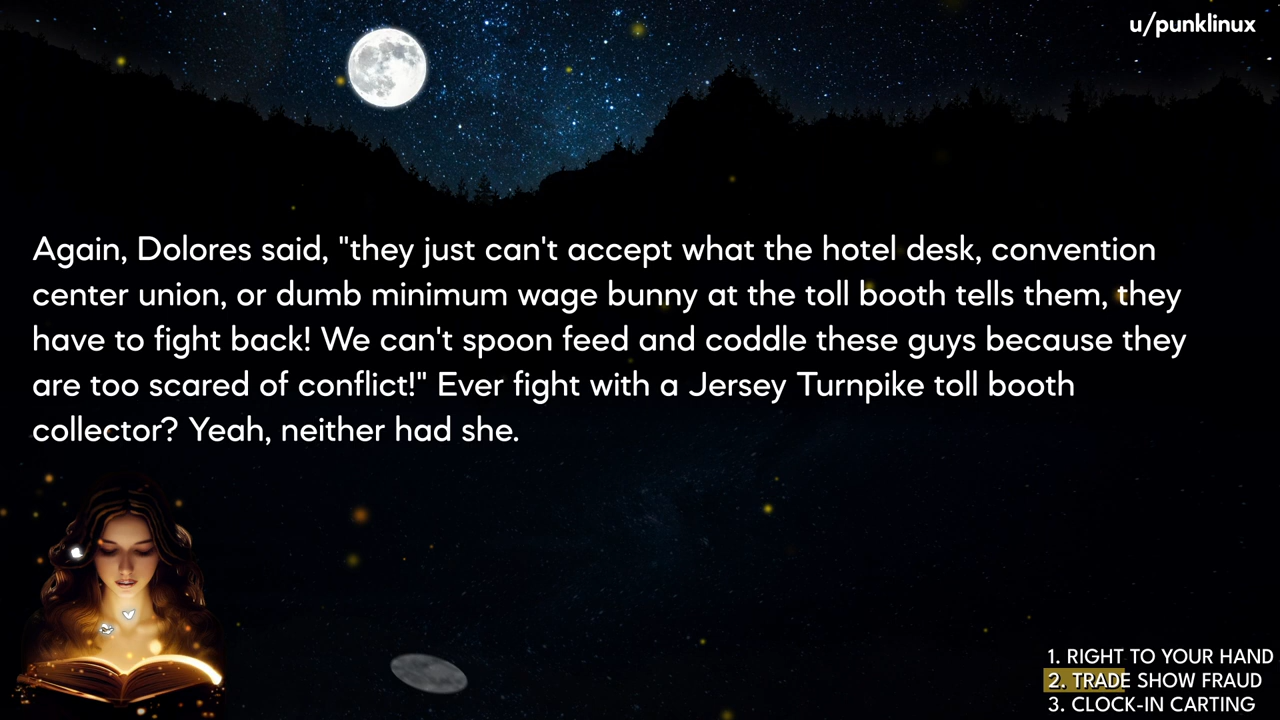 u/punklinux
Again, Dolores said, "they just can't accept what the hotel desk, convention
center union, or dumb minimum wage bunny at the toll booth tells them, they
have to fight back! We can't spoon feed and coddle these guys because they
are too scared of conflict!" Ever fight with a Jersey Turnpike toll booth
collector? Yeah, neither had she.
1. RIGHT TO YOUR HAND
2. TRADE SHOW FRAUD
3. CLOCK-IN CARTING